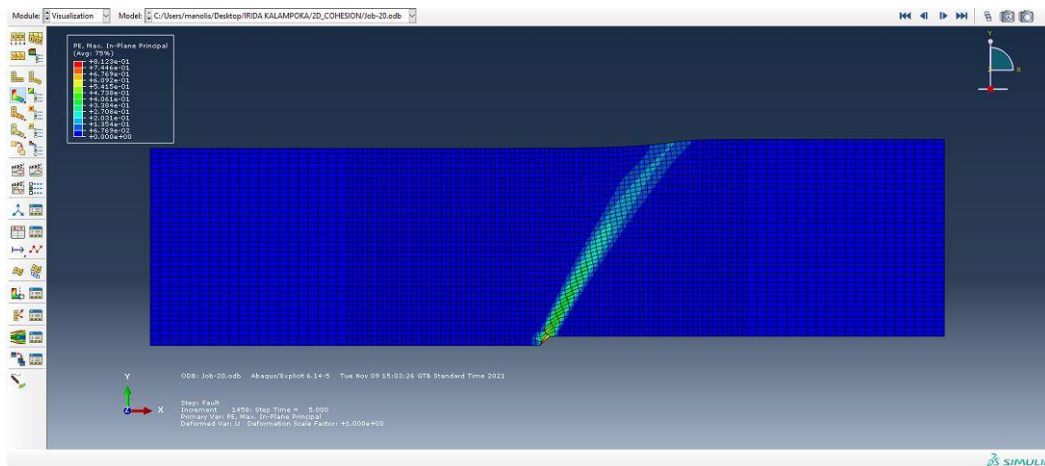 Module: Visualization Model: C:/Users/manolis/Desktop/IRIDA KALAMPOKA/2D_COHESION/Job-20.odb
PE, Max. In-Plane Principal
(Avg: 75%)
+8.123e-01
+7.446e-01
+6.769e-01
+6.092e-01
+5.415e-01
+4.738e-01
+4.061e-01
+3.384e-01
+2.708e-01
+2.031e-01
+1.354e-01
+6.769e-02
+0.000e+00
Y
X
Y
X
ODB: Job-20.odb Abaqus/Explicit 6.14-5 Tue Nov 09 15:03:26 GTB Standard Time 2021
Step: Fault
Increment 1458: Step Time = 5.000
Primary Var: PE, Max. In-Plane Principal
Deformed Var: U Deformation Scale Factor: +1.000e+00